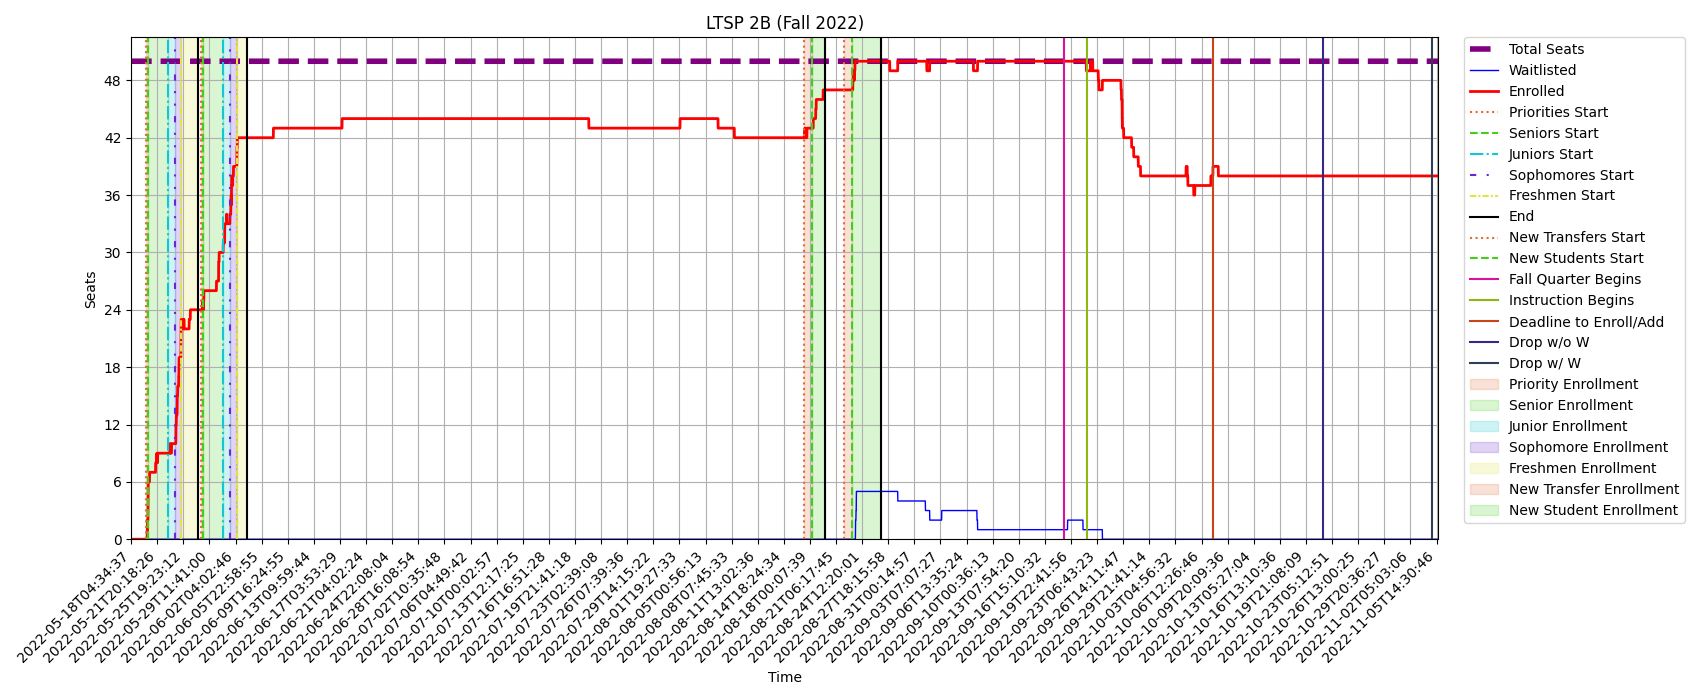 LTSP 2B (Fall 2022)
Seats
48
42
36
30
24
18
12
6
0
2022-05-18T04:34:37
2022-05-21T20:18:26
2022-05-25T19:23:12
2022-05-29T11:41:00
2022-06-02T04:02:46
2022-06-05T22:58:55
2022-06-09T16:24:55
2022-06-13T09:59:44
2022-06-17T03:53:29
2022-06-21T04:02:24
2022-06-24T22:08:04
2022-06-28T16:08:54
2022-07-02T10:35:48
2022-07-06T04:49:42
2022-07-10T00:02:57
2022-07-13T12:17:25
2022-07-16T16:51:28
2022-07-19T21:41:18
2022-07-23T02:39:08
2022-07-26T07:39:36
2022-07-29T14:15:22
2022-08-01T19:27:33
2022-08-05T00:56:13
2022-08-08T07:45:33
2022-08-11T13:02:36
2022-08-14T18:24:34
2022-08-18T00:07:39
2022-08-21T06:17:45
2022-08-24T12:20:01
2022-08-27T18:15:58
2022-08-31T00:14:57
2022-09-03T07:07:27
2022-09-06T13:35:24
2022-09-10T00:36:13
2022-09-13T07:54:20
2022-09-16T15:10:32
2022-09-19T22:41:56
2022-09-23T06:43:23
2022-09-26T14:11:47
2022-09-29T21:41:14
2022-10-03T04:56:32
2022-10-06T12:26:46
2022-10-09T20:09:36
2022-10-13T05:27:04
2022-10-16T13:10:36
2022-10-19T21:08:09
2022-10-23T05:12:51
2022-10-26T13:00:25
2022-10-29T20:36:27
2022-11-02T05:03:06
2022-11-05T14:30:46
Time
Total Seats
Waitlisted
Enrolled
Priorities Start
Seniors Start
Juniors Start
Sophomores Start
Freshmen Start
End
New Transfers Start
New Students Start
Fall Quarter Begins
Instruction Begins
Deadline to Enroll/Add
Drop w/o W
Drop w/ W
Priority Enrollment
Senior Enrollment
Junior Enrollment
Sophomore Enrollment
Freshmen Enrollment
New Transfer Enrollment
New Student Enrollment